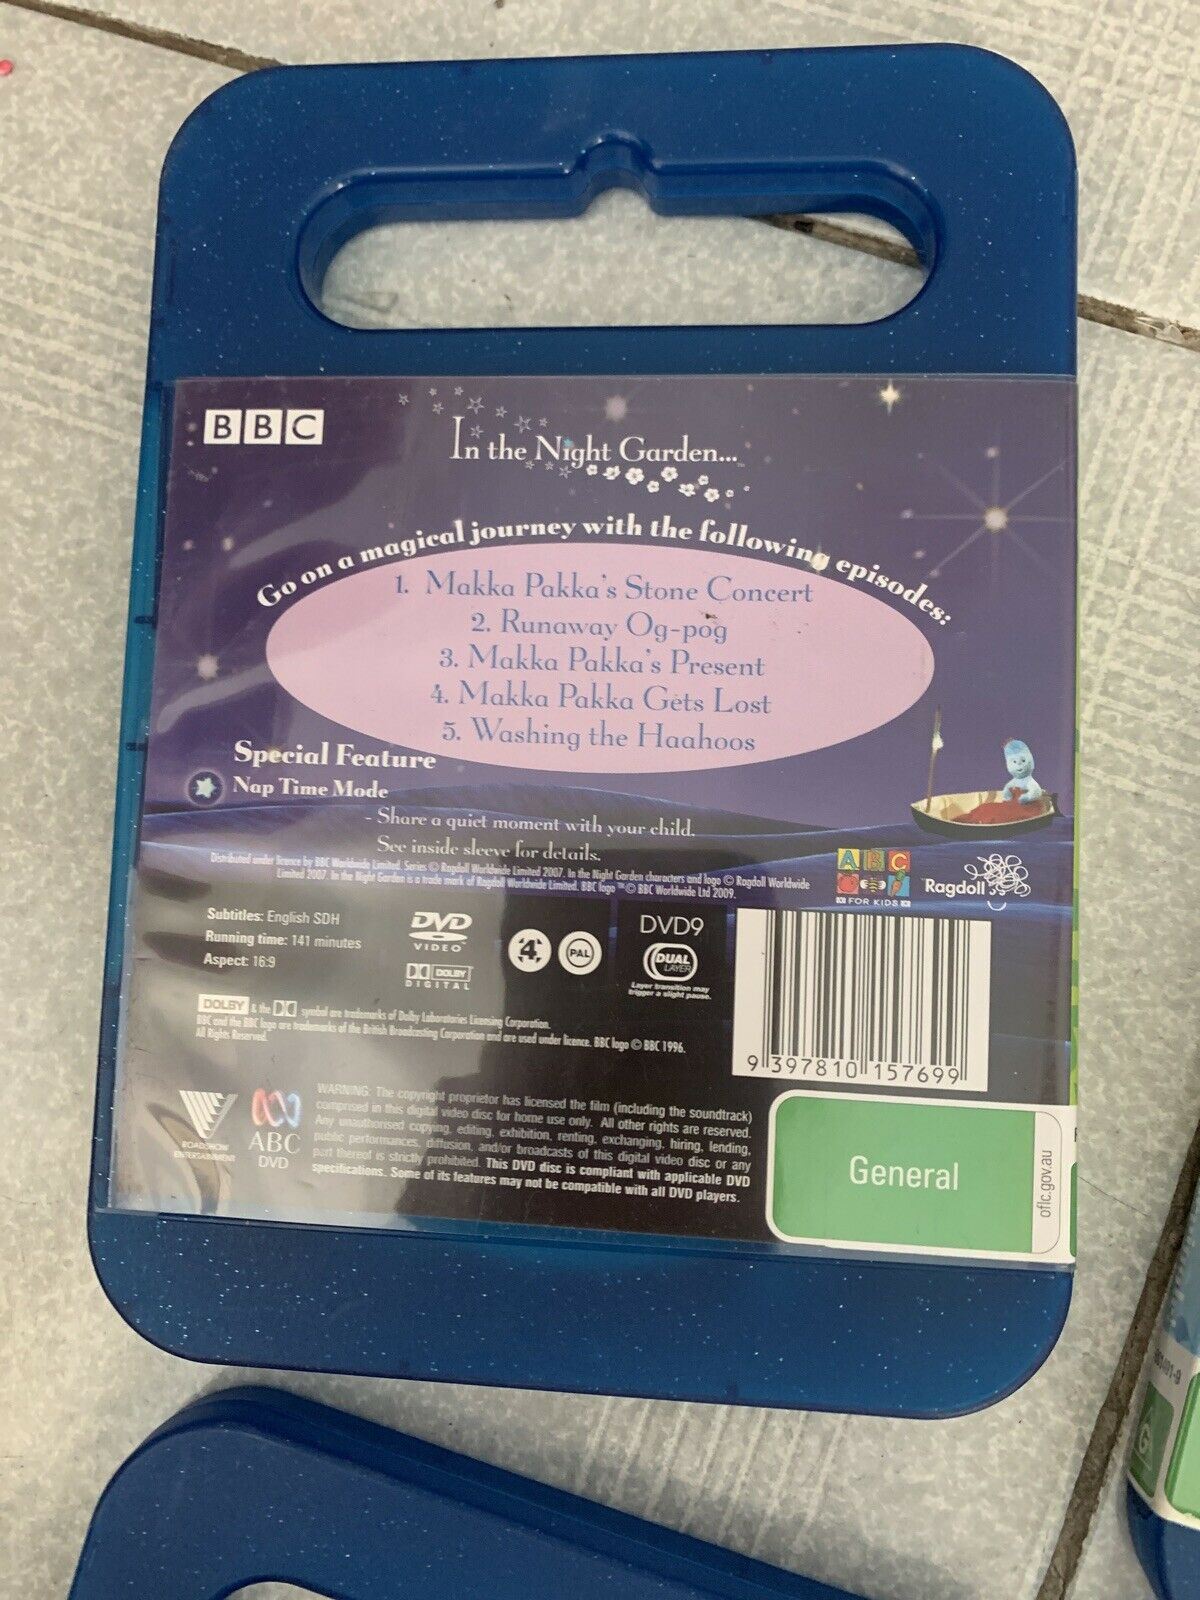 BBC
In the Night Garden...™
Go on a magical journey with the following episodes:
1. Makka Pakka's Stone Concert
2. Runaway Og-pog
3. Makka Pakka's Present
4. Makka Pakka Gets Lost
5. Washing the Haahoos
Special Feature
Nap Time Mode
- Share a quiet moment with your child.
See inside sleeve for details.
Distributed under licence by BBC Worldwide Limited. Series © Ragdoll Worldwide Limited 2007. In the Night Garden characters and logo © Ragdoll Worldwide
Limited 2007. In the Night Garden is a trade mark of Ragdoll Worldwide Limited. BBC logo ™ © BBC Worldwide Ltd 2009.
ABC
FOR KIDS
Ragdoll
Subtitles: English SDH
Running time: 141 minutes
Aspect: 16:9
DVD
VIDEO
DOLBY
DIGITAL
4
PAL
DVD9
DUAL
LAYER
Layer transition may
trigger a slight pause.
DOLBY & the symbol are trademarks of Dolby Laboratories Licensing Corporation.
BBC and the BBC logo are trademarks of the British Broadcasting Corporation and are used under licence. BBC logo © BBC 1996.
All Rights Reserved.
9 397810 157699
ROADSHOW
ENTERTAINMENT
ABC
DVD
WARNING: The copyright proprietor has licensed the film (including the soundtrack)
comprised in this digital video disc for home use only. All other rights are reserved.
Any unauthorised copying, editing, exhibition, renting, exchanging, hiring, lending,
public performances, diffusion, and/or broadcasts of this digital video disc or any
part thereof is strictly prohibited. This DVD disc is compliant with applicable DVD
specifications. Some of its features may not be compatible with all DVD players.
General
oflc.gov.au
G